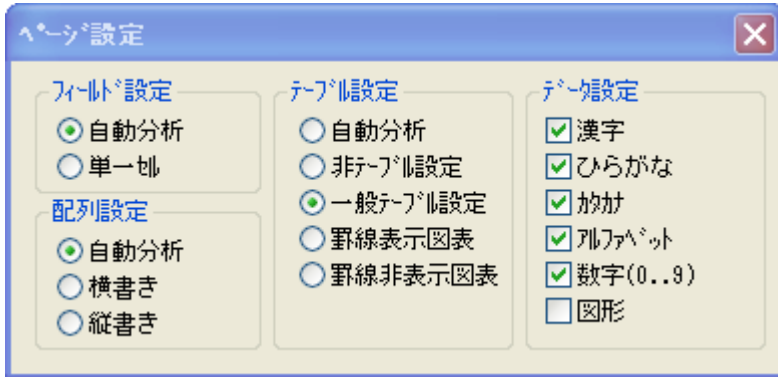 ﾍﾟｰｼﾞ設定
ﾌｨｰﾙﾄﾞ設定
自動分析
単一ｾﾙ
配列設定
自動分析
横書き
縦書き
ﾃｰﾌﾞﾙ設定
自動分析
非ﾃｰﾌﾞﾙ設定
一般ﾃｰﾌﾞﾙ設定
罫線表示図表
罫線非表示図表
ﾃﾞｰﾀ設定
漢字
ひらがな
ｶﾀｶﾅ
ｱﾙﾌｧﾍﾞｯﾄ
数字(0..9)
図形